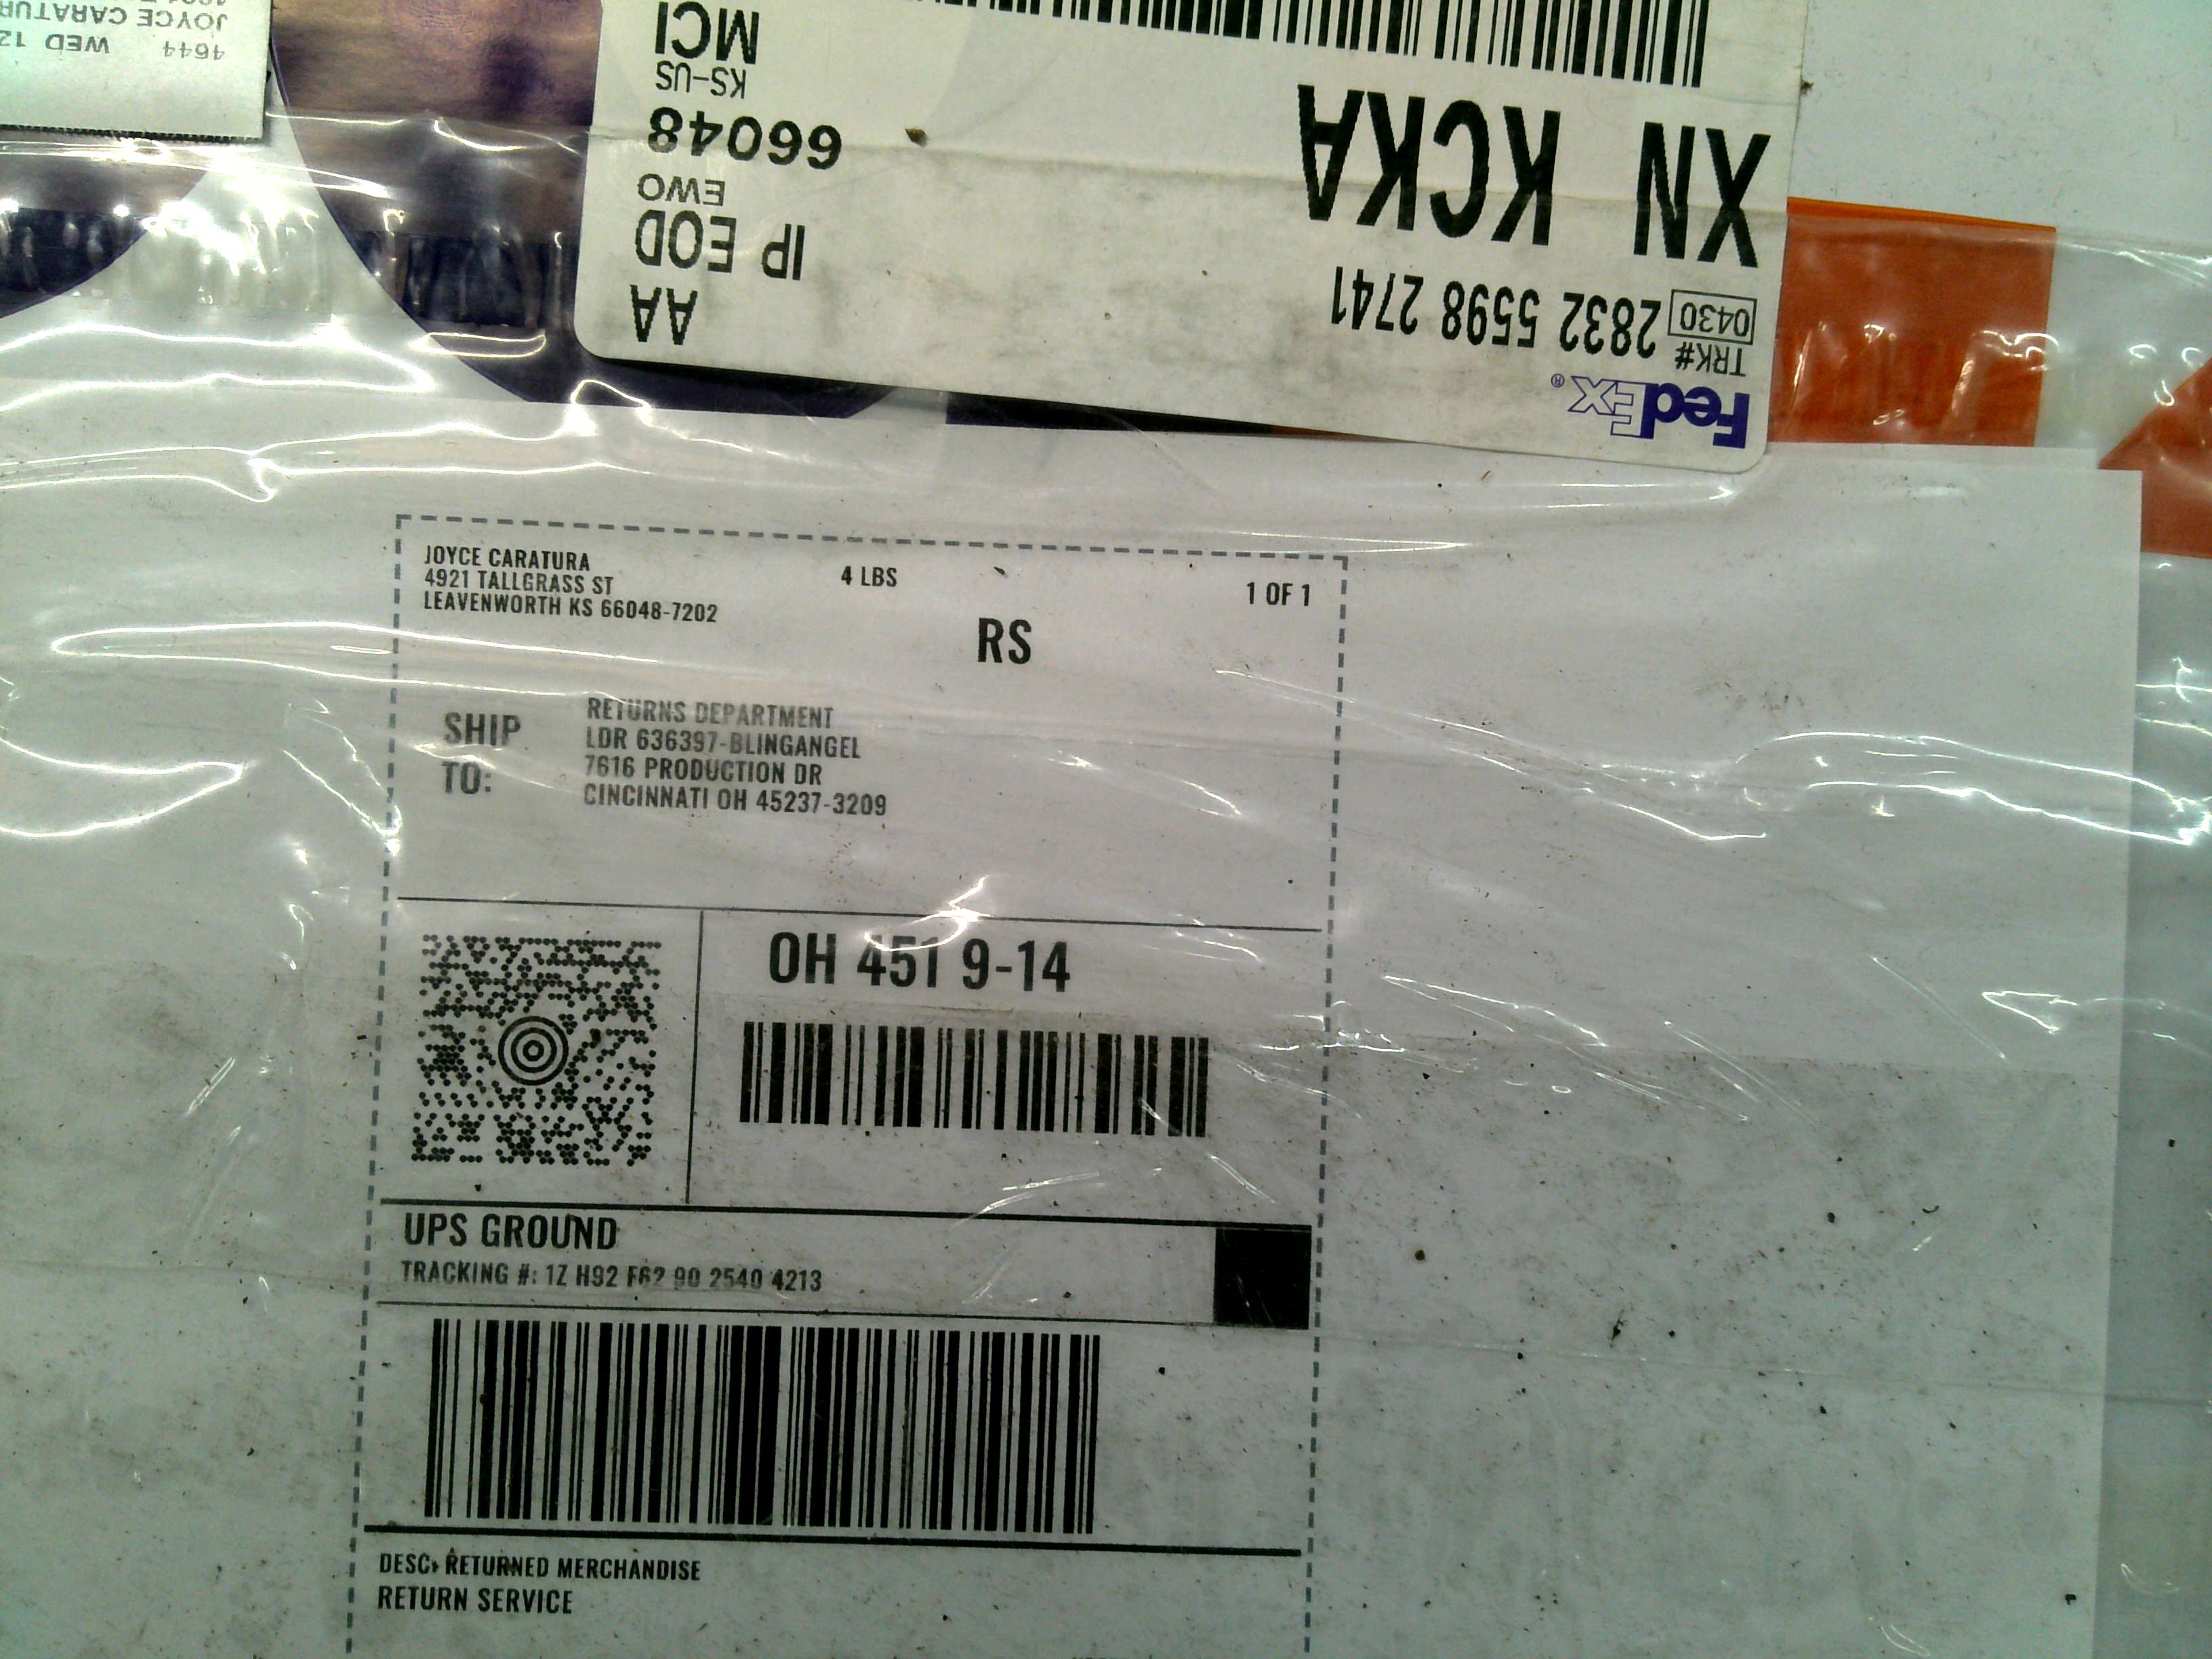 4644 WED 12
JOYCE CARATUR
MCI
KS-US
66048
EWO
IP EOD
AA
XN KCKA
0430 2832 5598 2741
TRK#
FedEx®
JOYCE CARATURA
4921 TALLGRASS ST
LEAVENWORTH KS 66048-7202
4 LBS
1 OF 1
RS
SHIP
TO:
RETURNS DEPARTMENT
LDR 636397-BLINGANGEL
7616 PRODUCTION DR
CINCINNATI OH 45237-3209
OH 451 9-14
UPS GROUND
TRACKING #: 1Z H92 F62 90 2540 4213
DESC: RETURNED MERCHANDISE
RETURN SERVICE